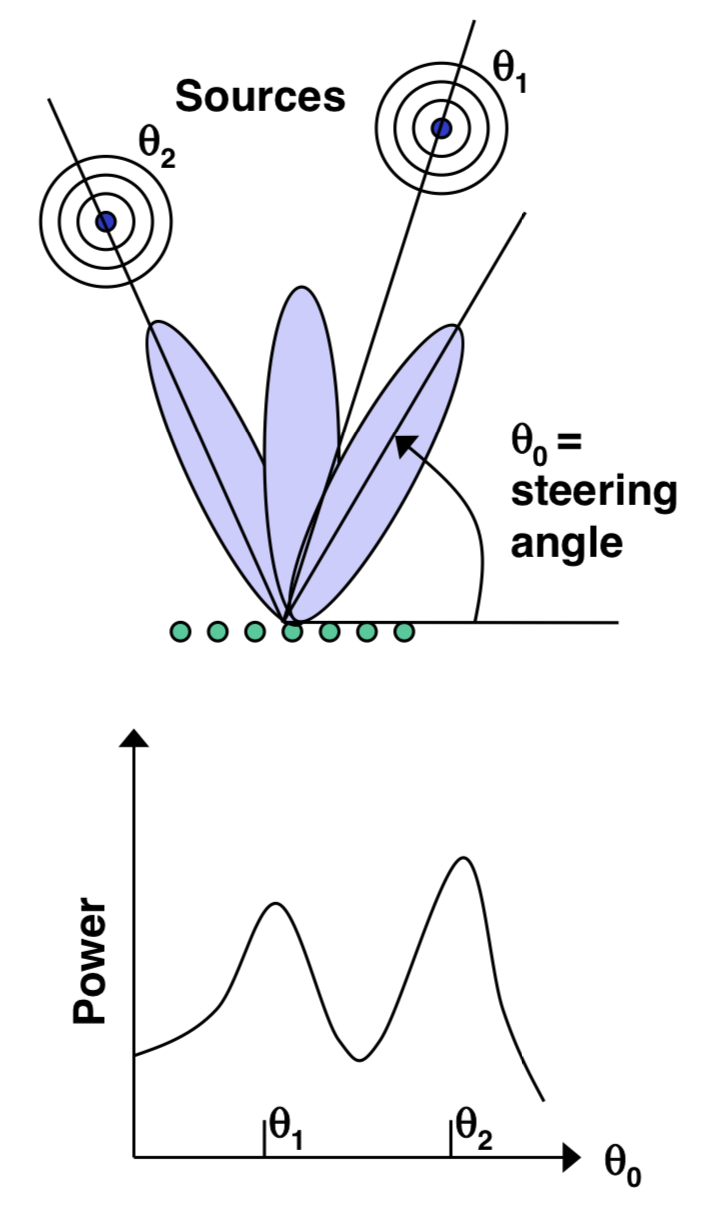 θ1
Sources
θ2
θ0 =
steering
angle
Power
θ1
θ2
θ0